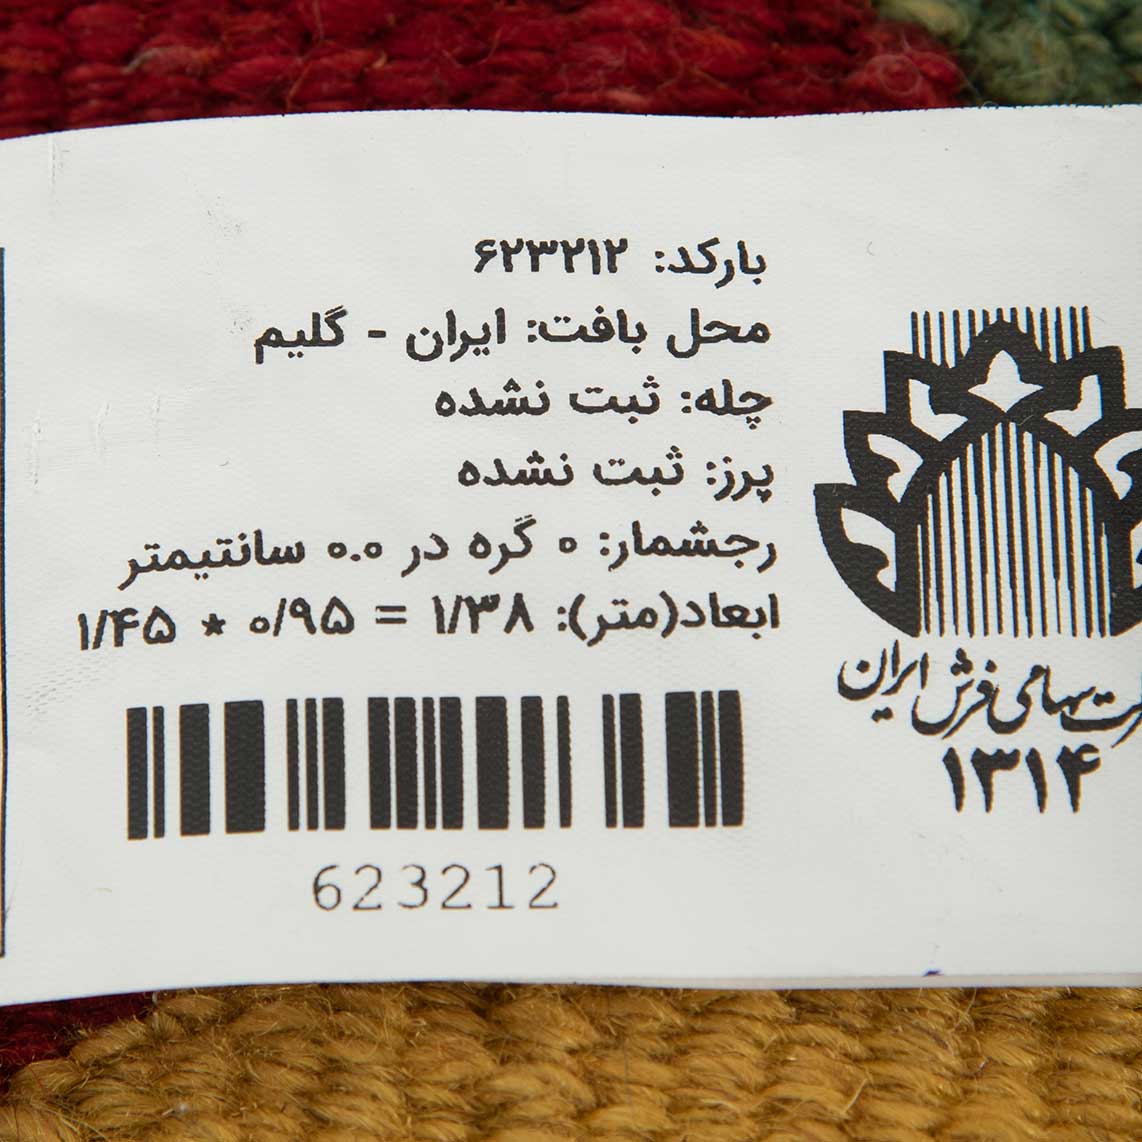 بارکد: ۶۲۳۲۱۲
محل بافت: ایران - گلیم
چله: ثبت نشده
پرز: ثبت نشده
رجشمار: ۰ گره در ۰.۰ سانتیمتر
ابعاد(متر): ۱/۳۸ = ۰/۹۵ * ۱/۴۵
623212
سهامی فرش ایران
۱۳۱۴